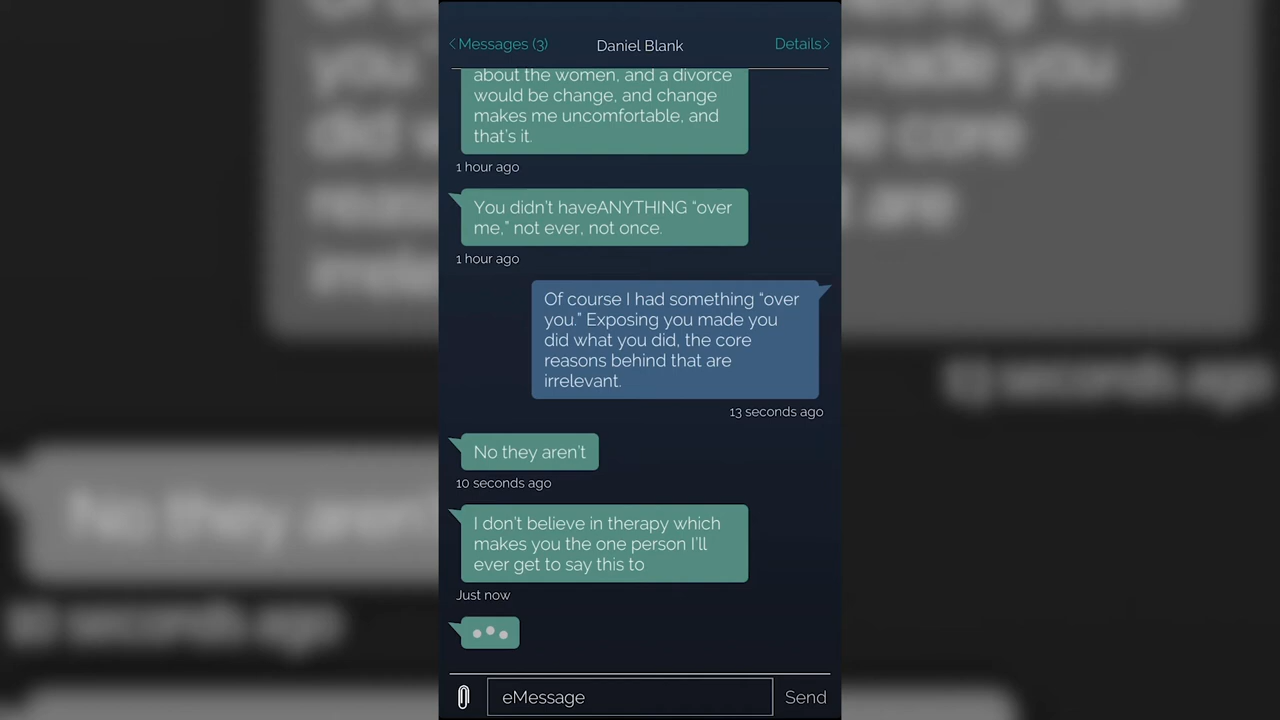 Messages (3)
Daniel Blank
Details
about the women, and a divorce
would be change, and change
makes me uncomfortable, and
that's it.
1 hour ago
You didn't haveANYTHING “over
me,” not ever, not once.
1 hour ago
Of course I had something “over
you.” Exposing you made you
did what you did, the core
reasons behind that are
irrelevant.
13 seconds ago
No they aren't
10 seconds ago
I don't believe in therapy which
makes you the one person I'll
ever get to say this to
Just now
eMessage
Send